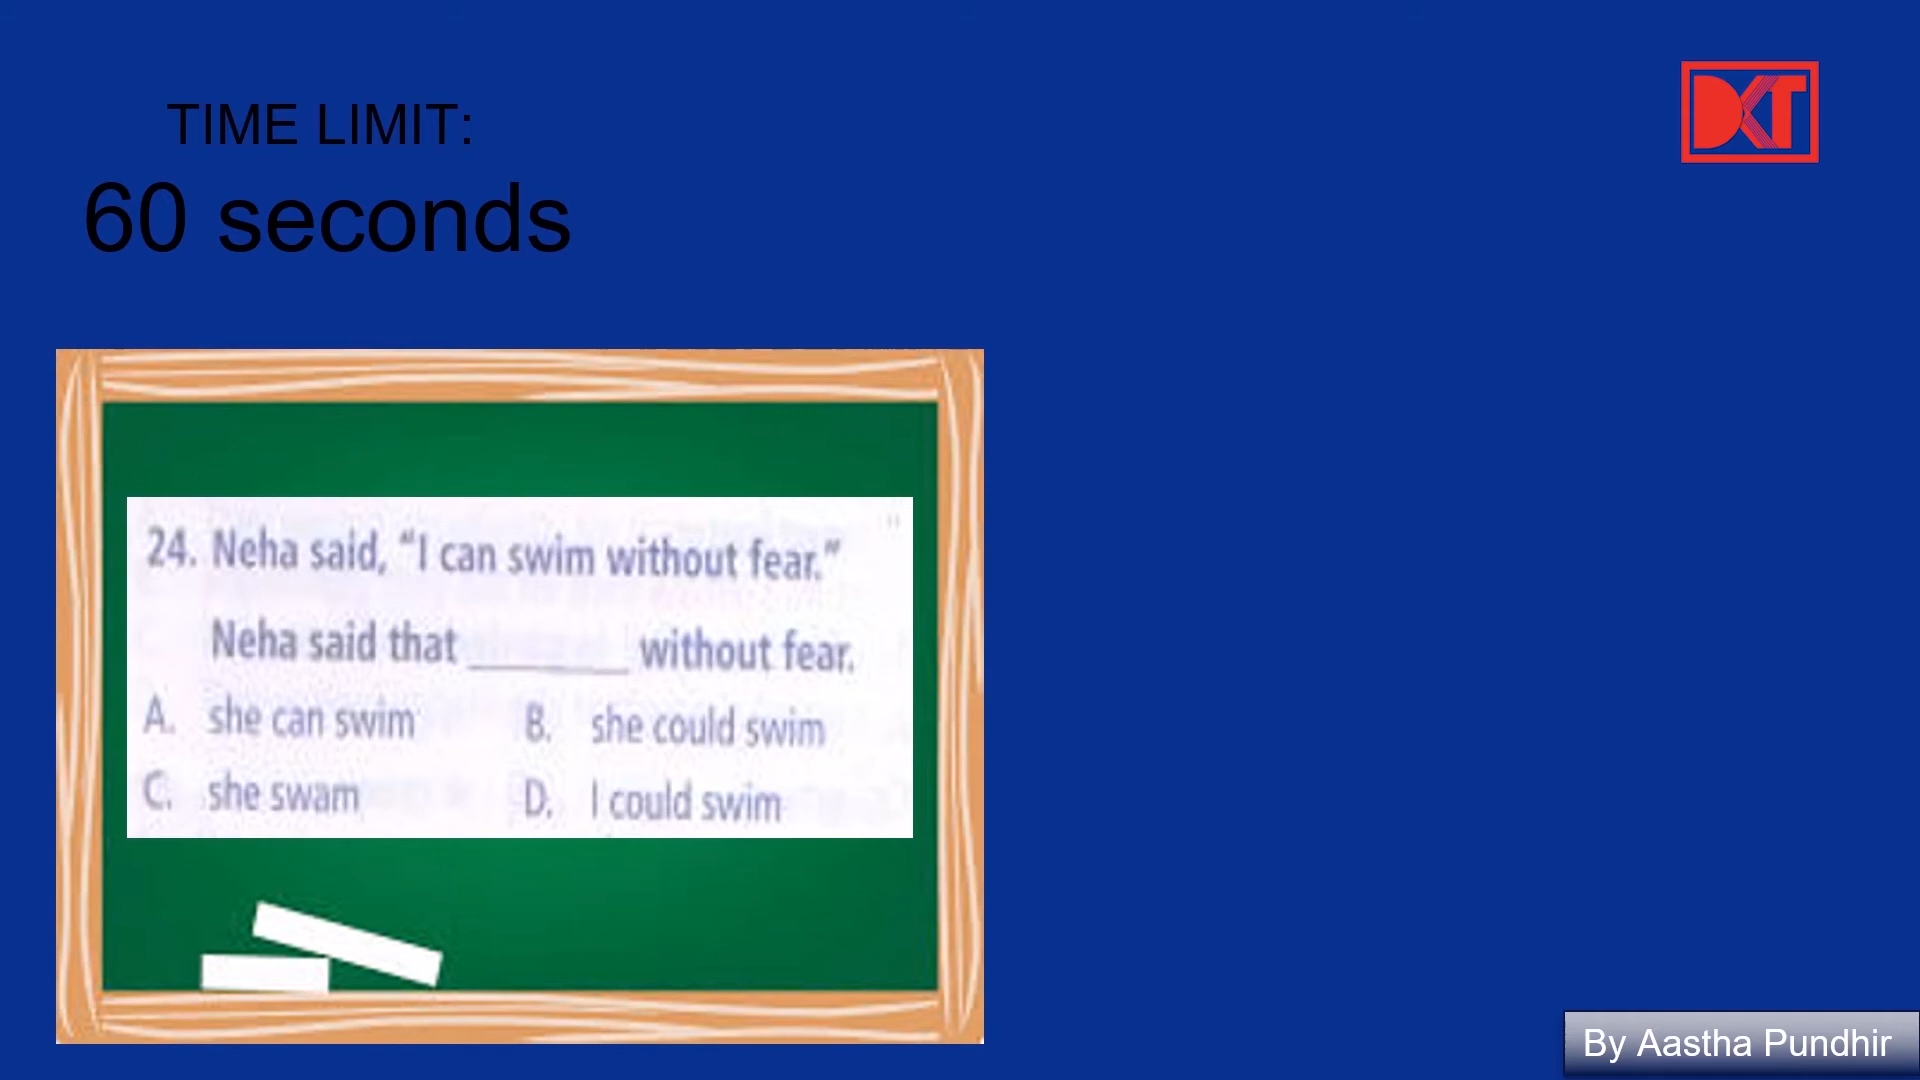 TIME LIMIT:
60 seconds
DKT
24. Neha said, “I can swim without fear.”
Neha said that ________ without fear.
A. she can swim B. she could swim
C. she swam D. I could swim
By Aastha Pundhir